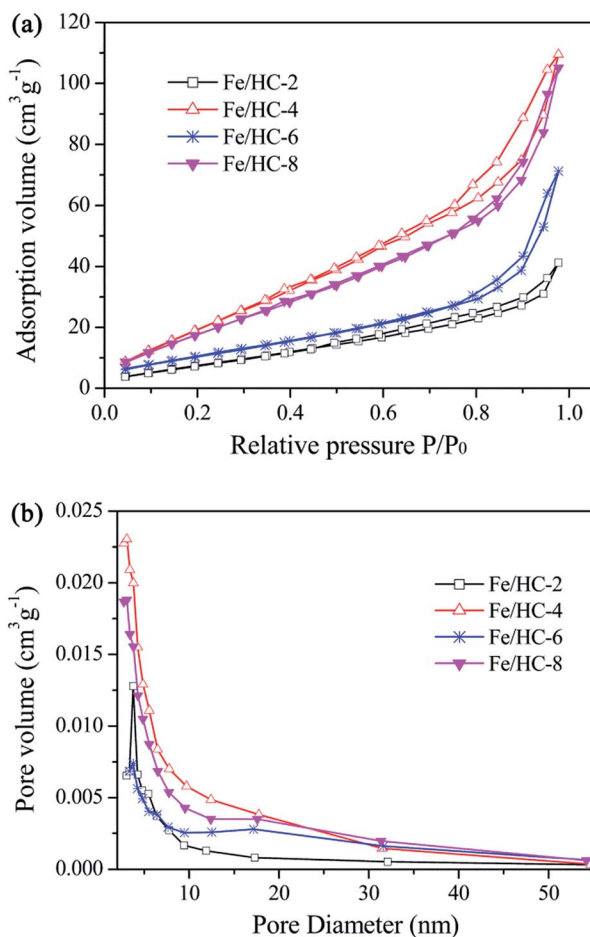 (a)
120
100
80
60
40
20
0
Adsorption volume (cm³g⁻¹)
Fe/HC-2
Fe/HC-4
Fe/HC-6
Fe/HC-8
0.0 0.2 0.4 0.6 0.8 1.0
Relative pressure P/P₀
(b)
0.025
0.020
0.015
0.010
0.005
0.000
Pore volume (cm³g⁻¹)
Fe/HC-2
Fe/HC-4
Fe/HC-6
Fe/HC-8
10 20 30 40 50
Pore Diameter (nm)